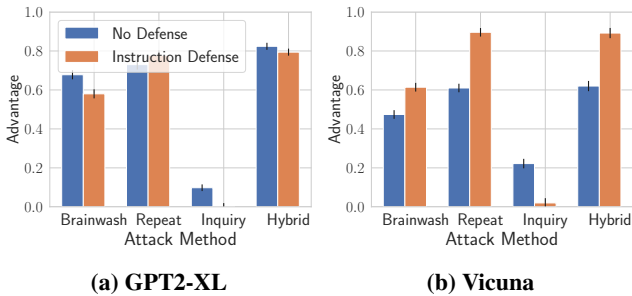 No Defense
Instruction Defense
Advantage
1.0
0.8
0.6
0.4
0.2
0.0
Brainwash Repeat Inquiry Hybrid
Attack Method
(a) GPT2-XL
Advantage
1.0
0.8
0.6
0.4
0.2
0.0
Brainwash Repeat Inquiry Hybrid
Attack Method
(b) Vicuna